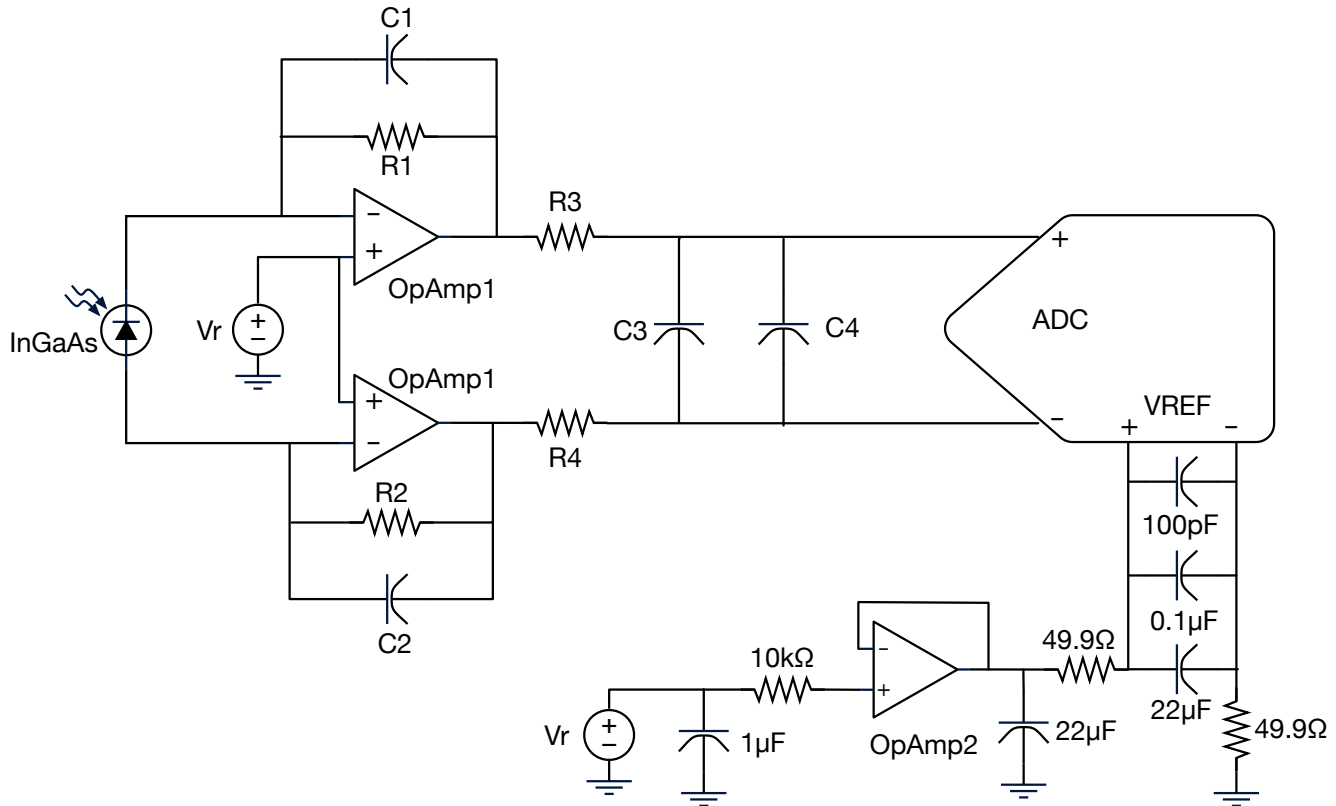 C1
R1
−
+
OpAmp1
R3
InGaAs
Vr
+
−
C3
C4
+
ADC
OpAmp1
+
−
R4
−
VREF
+
−
R2
C2
100pF
0.1µF
22µF
49.9Ω
10kΩ
49.9Ω
-
+
OpAmp2
Vr
+
−
1µF
22µF